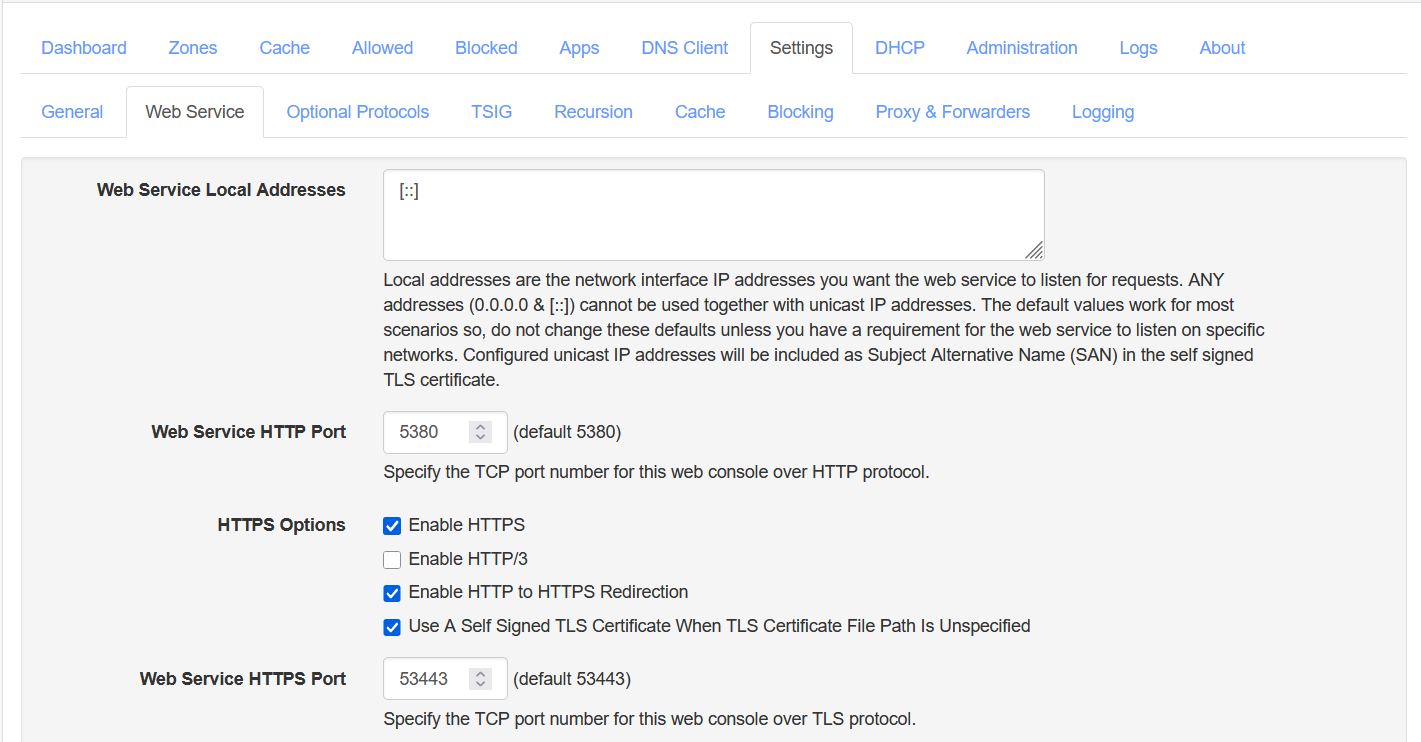 Dashboard Zones Cache Allowed Blocked Apps DNS Client Settings DHCP Administration Logs About
General Web Service Optional Protocols TSIG Recursion Cache Blocking Proxy & Forwarders Logging
Web Service Local Addresses [::]
Local addresses are the network interface IP addresses you want the web service to listen for requests. ANY
addresses (0.0.0.0 & [::]) cannot be used together with unicast IP addresses. The default values work for most
scenarios so, do not change these defaults unless you have a requirement for the web service to listen on specific
networks. Configured unicast IP addresses will be included as Subject Alternative Name (SAN) in the self signed
TLS certificate.
Web Service HTTP Port 5380 (default 5380)
Specify the TCP port number for this web console over HTTP protocol.
HTTPS Options Enable HTTPS
Enable HTTP/3
Enable HTTP to HTTPS Redirection
Use A Self Signed TLS Certificate When TLS Certificate File Path Is Unspecified
Web Service HTTPS Port 53443 (default 53443)
Specify the TCP port number for this web console over TLS protocol.